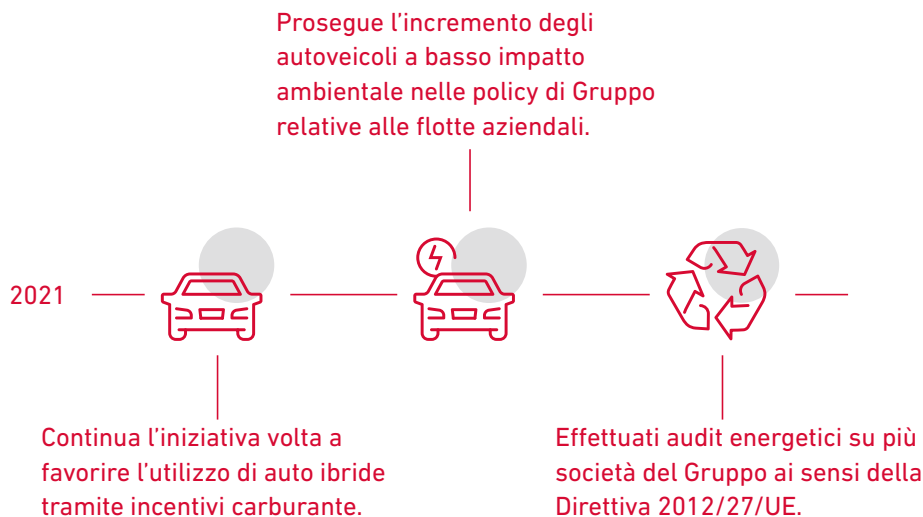 Prosegue l'incremento degli
autoveicoli a basso impatto
ambientale nelle policy di Gruppo
relative alle flotte aziendali.
2021
Continua l'iniziativa volta a
favorire l'utilizzo di auto ibride
tramite incentivi carburante.
Effettuati audit energetici su più
società del Gruppo ai sensi della
Direttiva 2012/27/UE.